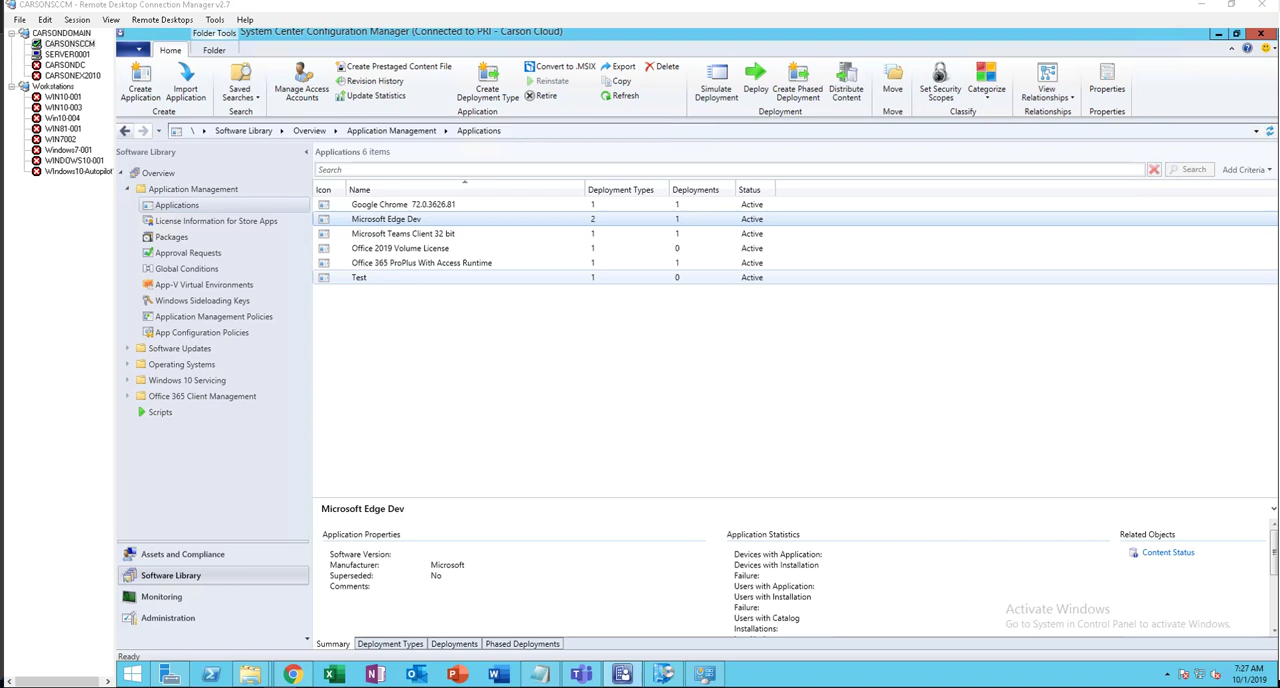 CARSONSCCM - Remote Desktop Connection Manager v2.7
File Edit Session View Remote Desktops Tools Help
CARSONDOMAIN
CARSONSCCM
SERVER0001
CARSONDC
CARSONEX2010
Workstations
WIN10-001
WIN10-003
Win10-004
WIN81-001
WIN7002
Windows7-001
WINDOWS10-001
WIndows10-Autopilot
Folder Tools System Center Configuration Manager (Connected to PRI - Carson Cloud)
Home Folder
Create Application
Import Application
Create
Saved Searches
Search
Manage Access Accounts
Create Prestaged Content File
Revision History
Update Statistics
Create Deployment Type
Convert to .MSIX
Reinstate
Retire
Export
Copy
Refresh
Delete
Application
Simulate Deployment
Deploy
Create Phased Deployment
Distribute Content
Deployment
Move
Move
Set Security Scopes
Categorize
Classify
View Relationships
Relationships
Properties
Properties
\ Software Library Overview Application Management Applications
Software Library
Overview
Application Management
Applications
License Information for Store Apps
Packages
Approval Requests
Global Conditions
App-V Virtual Environments
Windows Sideloading Keys
Application Management Policies
App Configuration Policies
Software Updates
Operating Systems
Windows 10 Servicing
Office 365 Client Management
Scripts
Assets and Compliance
Software Library
Monitoring
Administration
Applications 6 items
Search Search Add Criteria
Icon Name Deployment Types Deployments Status
Google Chrome 72.0.3626.81 1 1 Active
Microsoft Edge Dev 2 1 Active
Microsoft Teams Client 32 bit 1 1 Active
Office 2019 Volume License 1 0 Active
Office 365 ProPlus With Access Runtime 1 1 Active
Test 1 0 Active
Microsoft Edge Dev
Application Properties
Software Version:
Manufacturer: Microsoft
Superseded: No
Comments:
Application Statistics
Devices with Application:
Devices with Installation
Failure:
Users with Application:
Users with Installation
Failure:
Users with Catalog
Installations:
Related Objects
Content Status
Activate Windows
Go to System in Control Panel to activate Windows.
Summary Deployment Types Deployments Phased Deployments
Ready
7:27 AM
10/1/2019